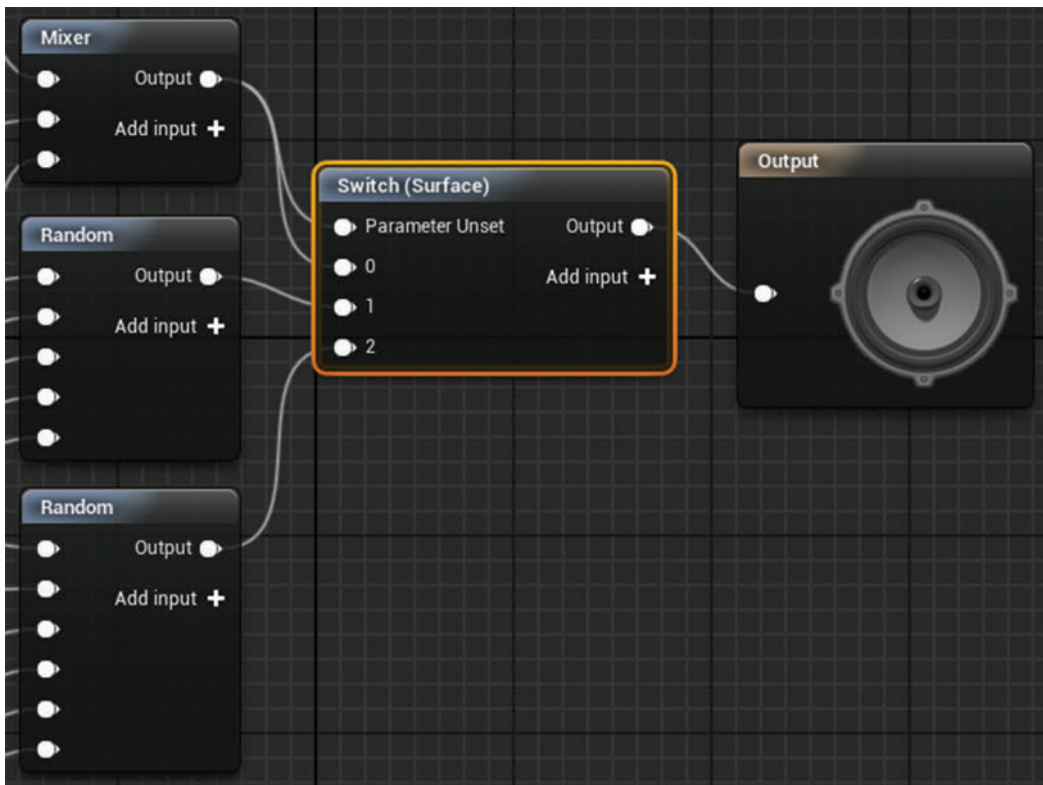 Mixer
Output
Add input
Random
Output
Add input
Random
Output
Add input
Switch (Surface)
Parameter Unset Output
0
Add input
1
2
Output